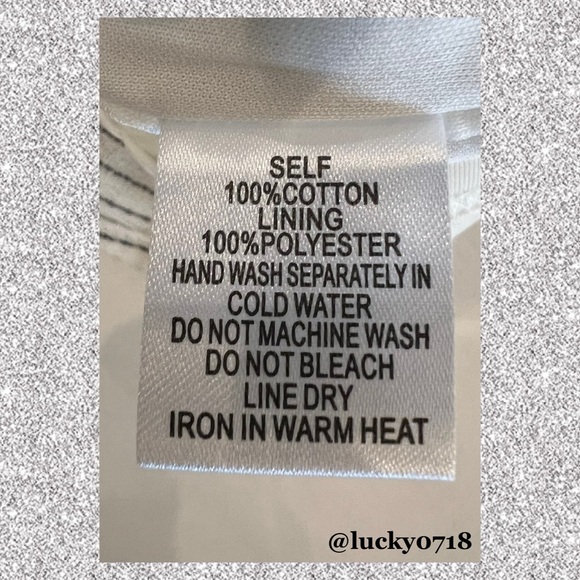 SELF
100%COTTON
LINING
100%POLYESTER
HAND WASH SEPARATELY IN
COLD WATER
DO NOT MACHINE WASH
DO NOT BLEACH
LINE DRY
IRON IN WARM HEAT
@lucky0718